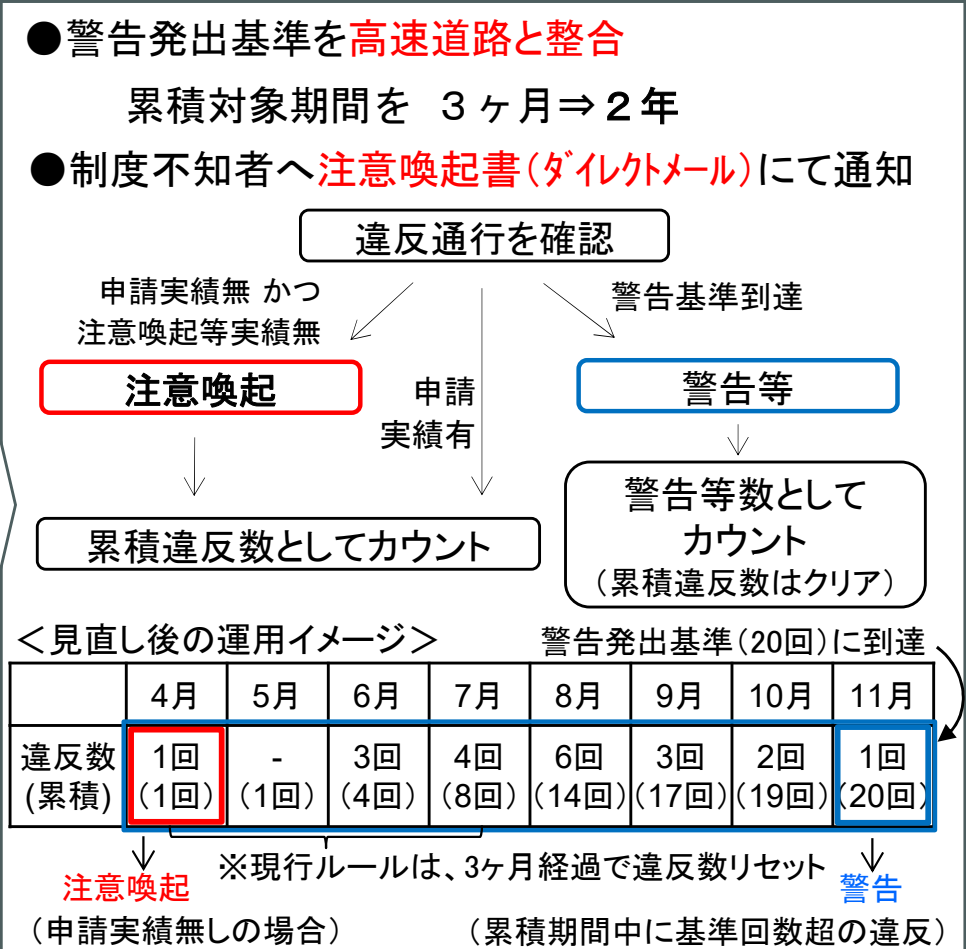 ●警告発出基準を高速道路と整合
累積対象期間を 3ヶ月⇒2年
●制度不知者へ注意喚起書(ダイレクトメール)にて通知
違反通行を確認
申請実績無 かつ
注意喚起等実績無
警告基準到達
注意喚起
申請
実績有
警告等
累積違反数としてカウント
警告等数として
カウント
(累積違反数はクリア)
<見直し後の運用イメージ>
警告発出基準(20回)に到達
4月 5月 6月 7月 8月 9月 10月 11月
違反数 1回 - 3回 4回 6回 3回 2回 1回
(累積) (1回) (1回) (4回) (8回) (14回) (17回) (19回) (20回)
※現行ルールは、3ヶ月経過で違反数リセット
注意喚起
警告
(申請実績無しの場合)
(累積期間中に基準回数超の違反)